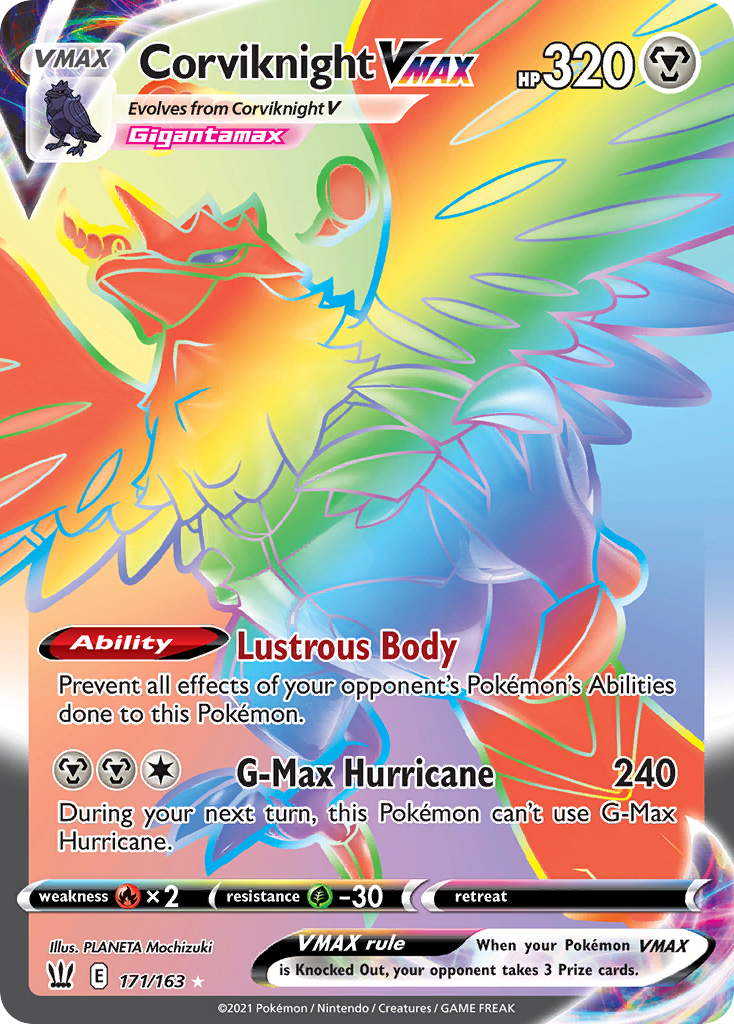 VMAX
Corviknight VMAX
HP 320
Evolves from Corviknight V
Gigantamax
Ability Lustrous Body
Prevent all effects of your opponent's Pokémon's Abilities
done to this Pokémon.
G-Max Hurricane 240
During your next turn, this Pokémon can't use G-Max
Hurricane.
weakness ×2 resistance -30 retreat
Illus. PLANETA Mochizuki
VMAX rule When your Pokémon VMAX
is Knocked Out, your opponent takes 3 Prize cards.
E 171/163
©2021 Pokémon / Nintendo / Creatures / GAME FREAK